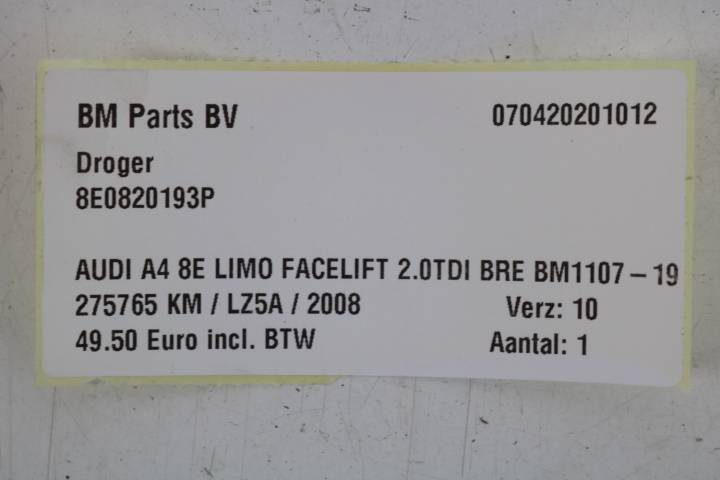 BM Parts BV 070420201012
Droger
8E0820193P
AUDI A4 8E LIMO FACELIFT 2.0TDI BRE BM1107-19
275765 KM / LZ5A / 2008 Verz: 10
49.50 Euro incl. BTW Aantal: 1